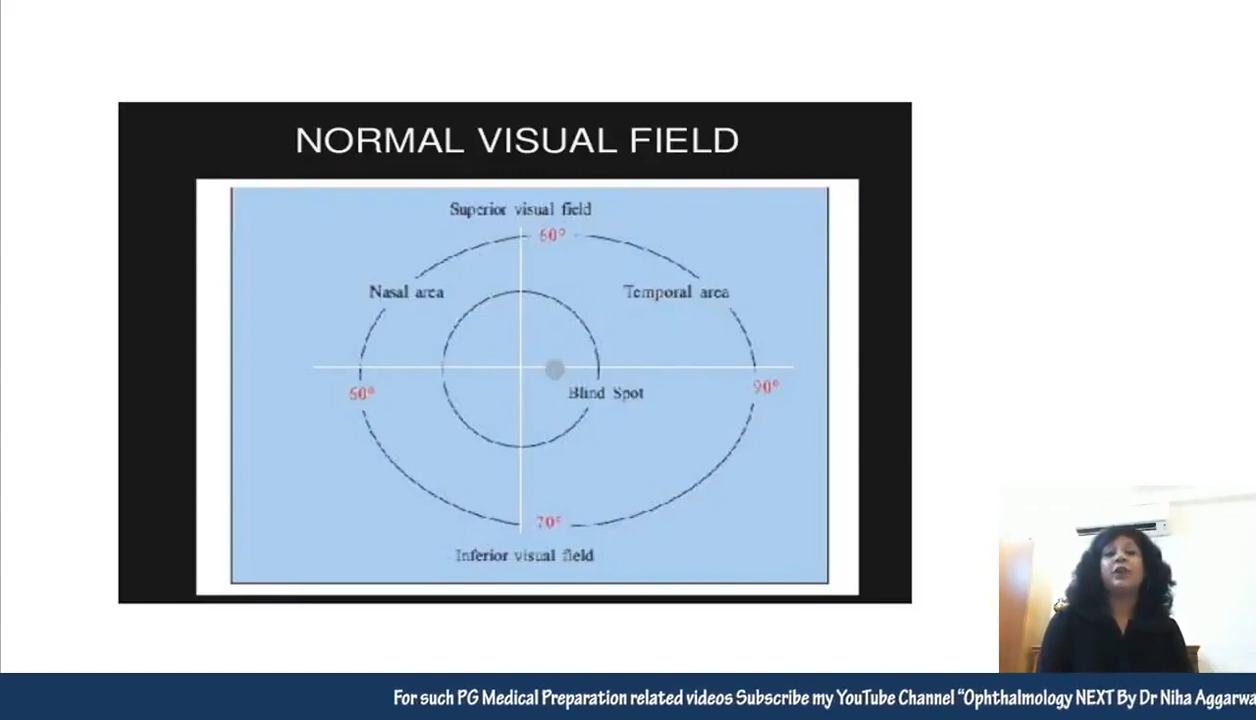 NORMAL VISUAL FIELD
Superior visual field
60°
Nasal area
Temporal area
60°
90°
Blind Spot
70°
Inferior visual field
For such PG Medical Preparation related videos Subscribe my YouTube Channel “Ophthalmology NEXT By Dr Niha Aggarwa